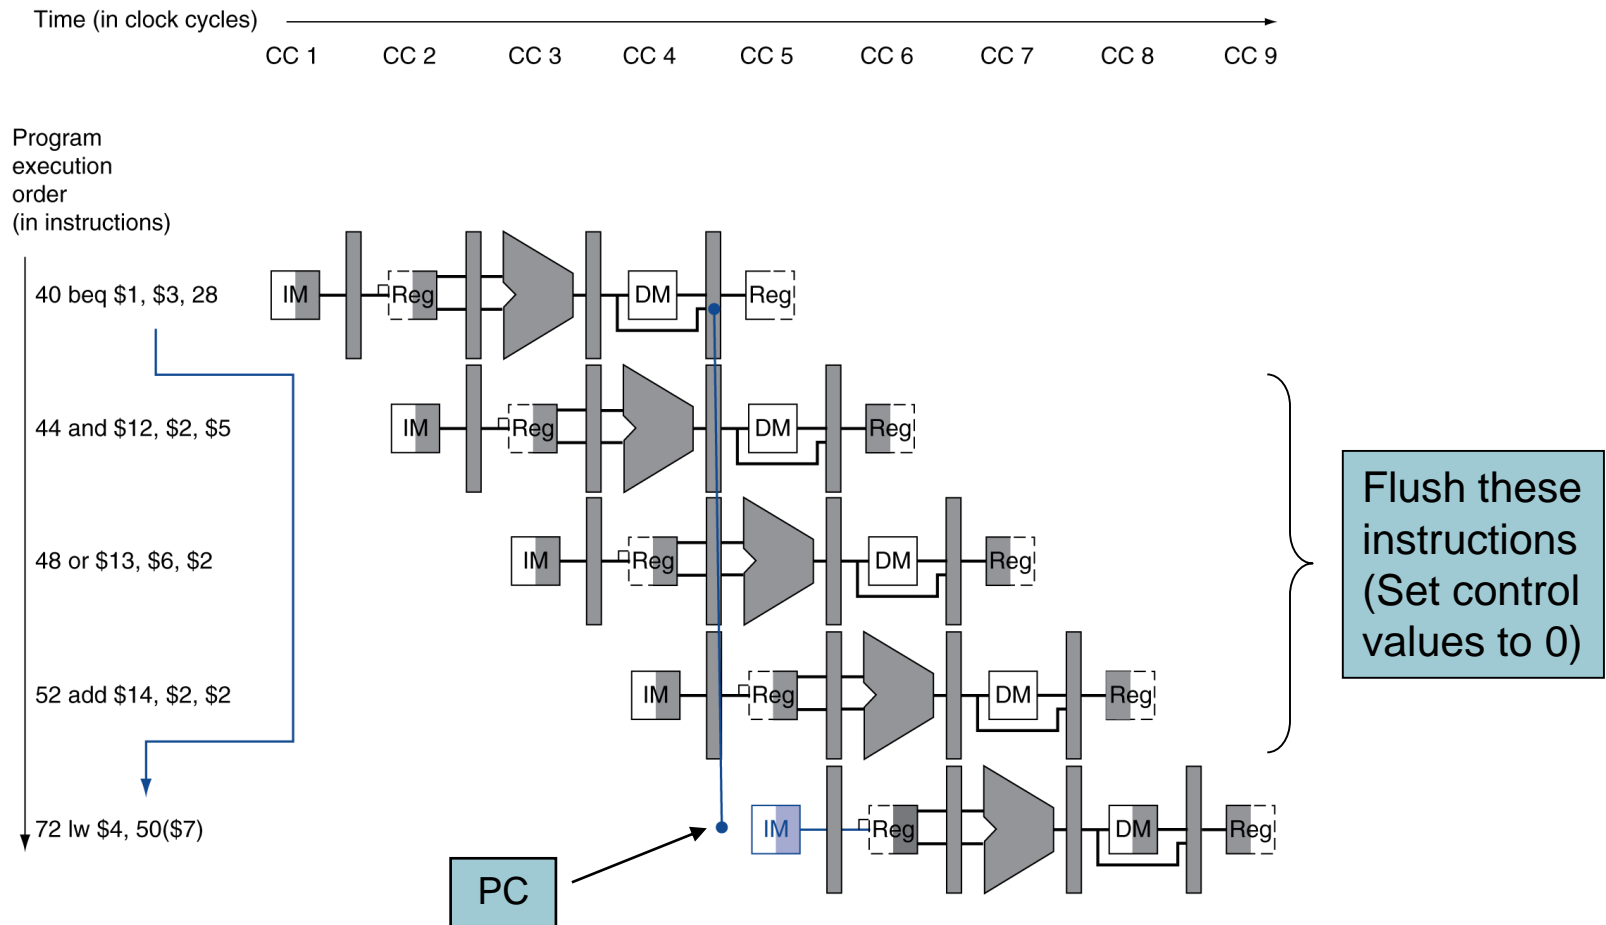 Time (in clock cycles)
CC 1 CC 2 CC 3 CC 4 CC 5 CC 6 CC 7 CC 8 CC 9
Program
execution
order
(in instructions)
40 beq $1, $3, 28
IM Reg DM Reg
44 and $12, $2, $5
IM Reg DM Reg
48 or $13, $6, $2
IM Reg DM Reg
52 add $14, $2, $2
IM Reg DM Reg
72 lw $4, 50($7)
IM Reg DM Reg
PC
Flush these
instructions
(Set control
values to 0)